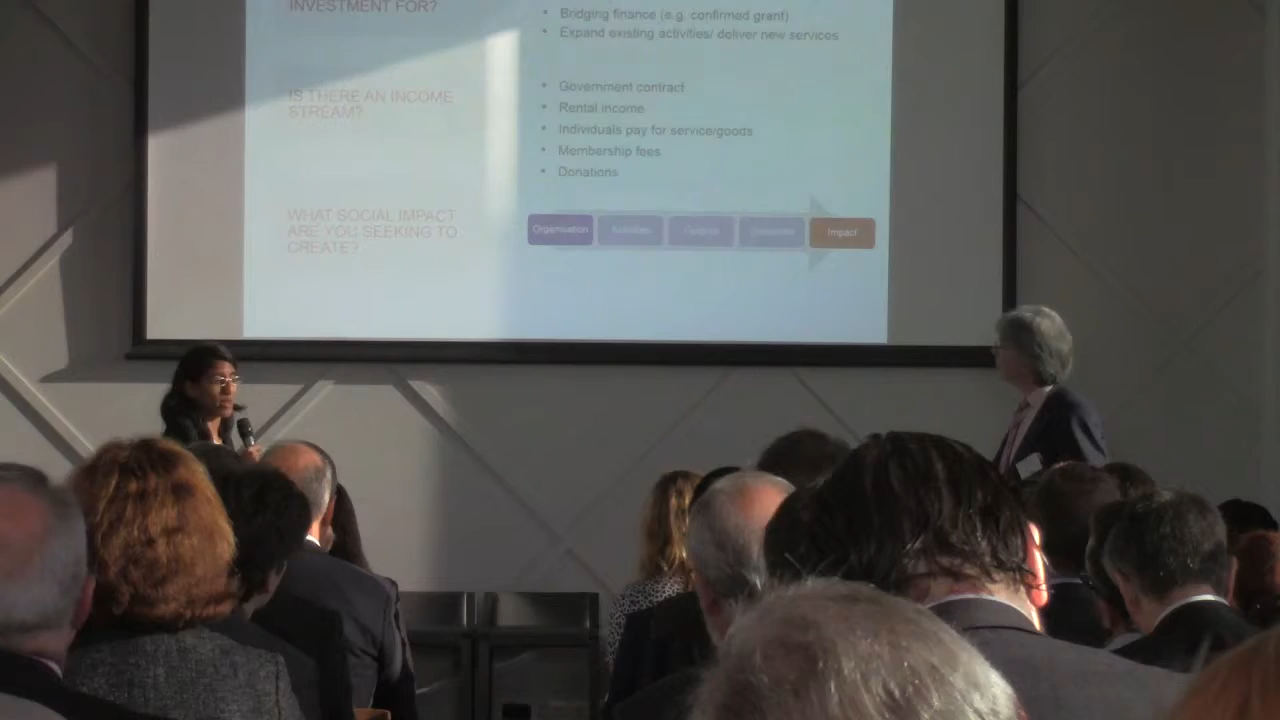 INVESTMENT FOR?
• Bridging finance (e.g. confirmed grant)
• Expand existing activities/ deliver new services
IS THERE AN INCOME
STREAM?
• Government contract
• Rental income
• Individuals pay for service/goods
• Membership fees
• Donations
WHAT SOCIAL IMPACT
ARE YOU SEEKING TO
CREATE?
Organisation
Activities
Outputs
Outcomes
Impact